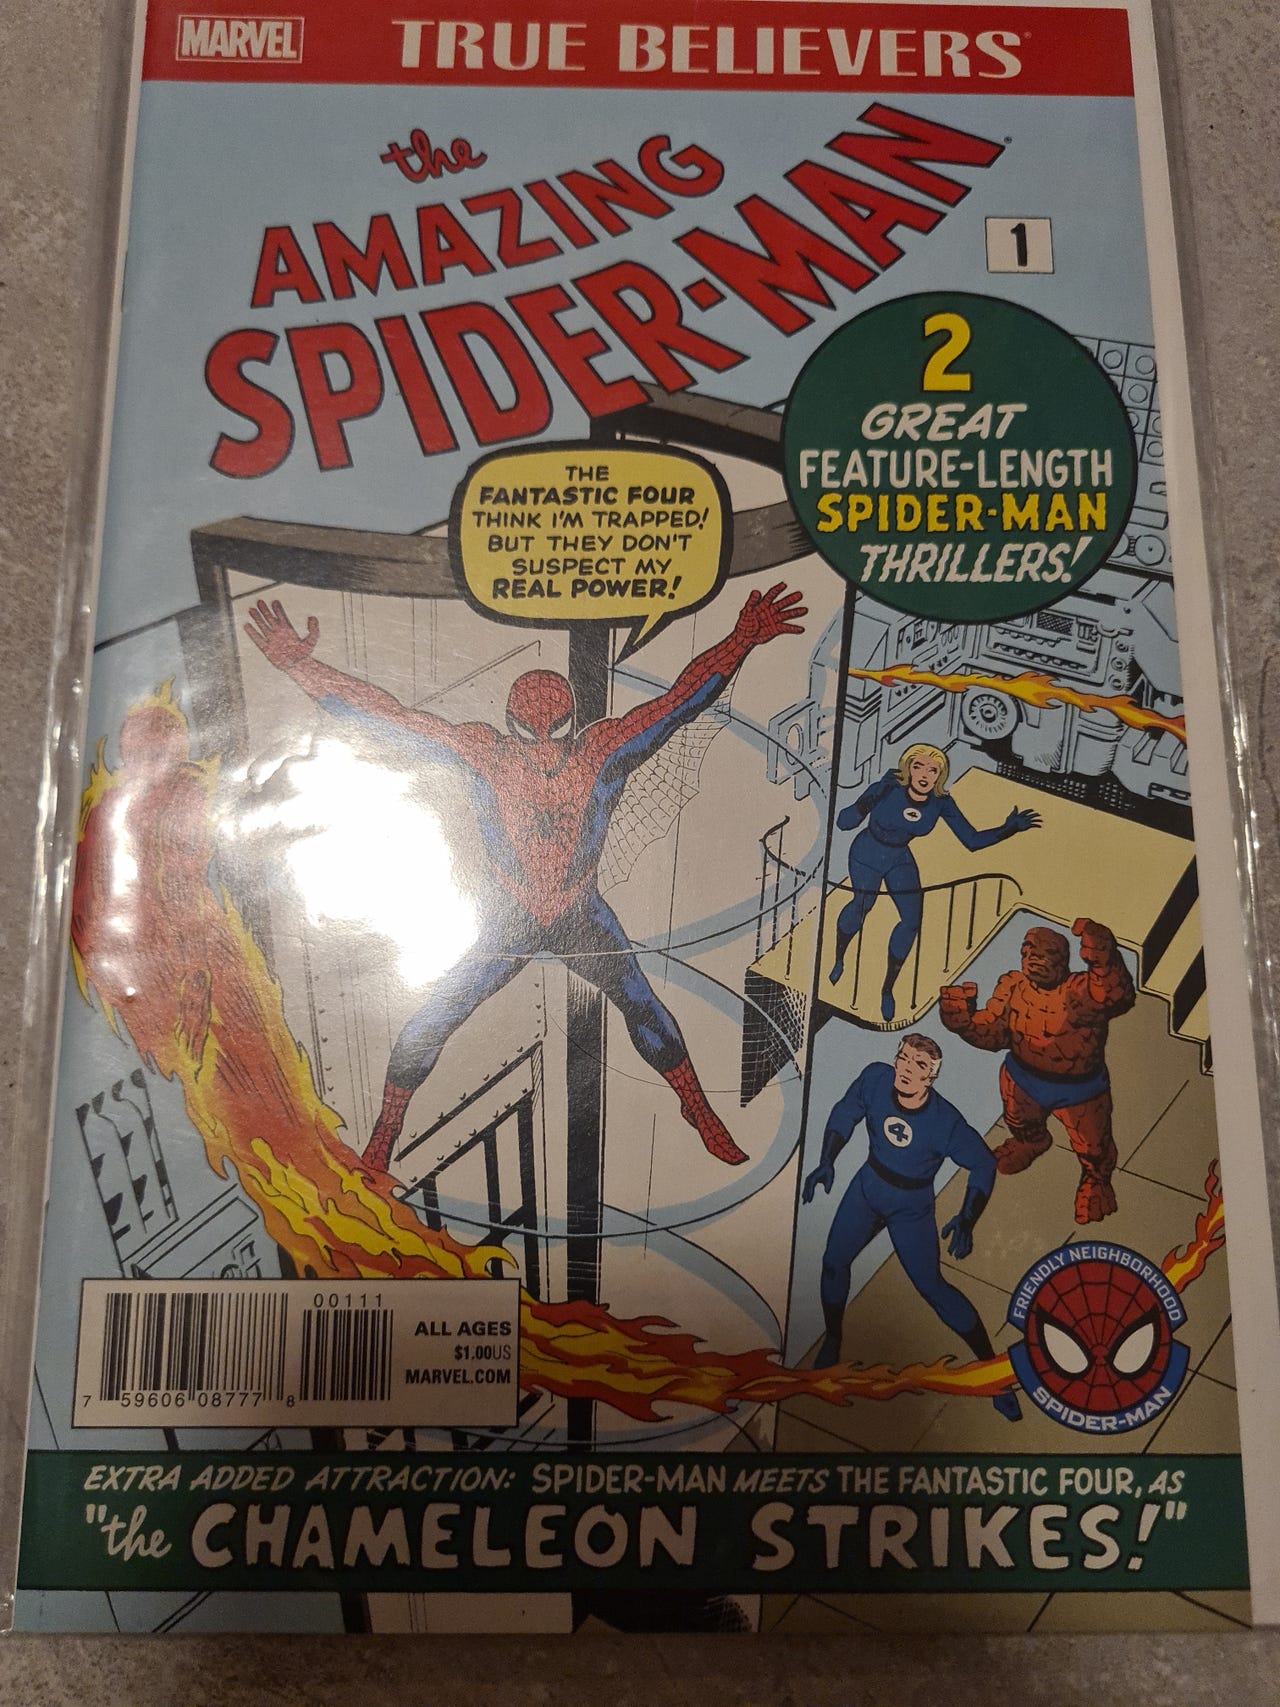 MARVEL
TRUE BELIEVERS
the
AMAZING
SPIDER-MAN
1
2
GREAT
FEATURE-LENGTH
SPIDER-MAN
THRILLERS!
THE
FANTASTIC FOUR
THINK I'M TRAPPED!
BUT THEY DON'T
SUSPECT MY
REAL POWER!
4
4
FRIENDLY NEIGHBORHOOD
SPIDER-MAN
00111
ALL AGES
$1.00US
MARVEL.COM
7 59606 08777 8
EXTRA ADDED ATTRACTION: SPIDER-MAN MEETS THE FANTASTIC FOUR, AS
"the CHAMELEON STRIKES!"